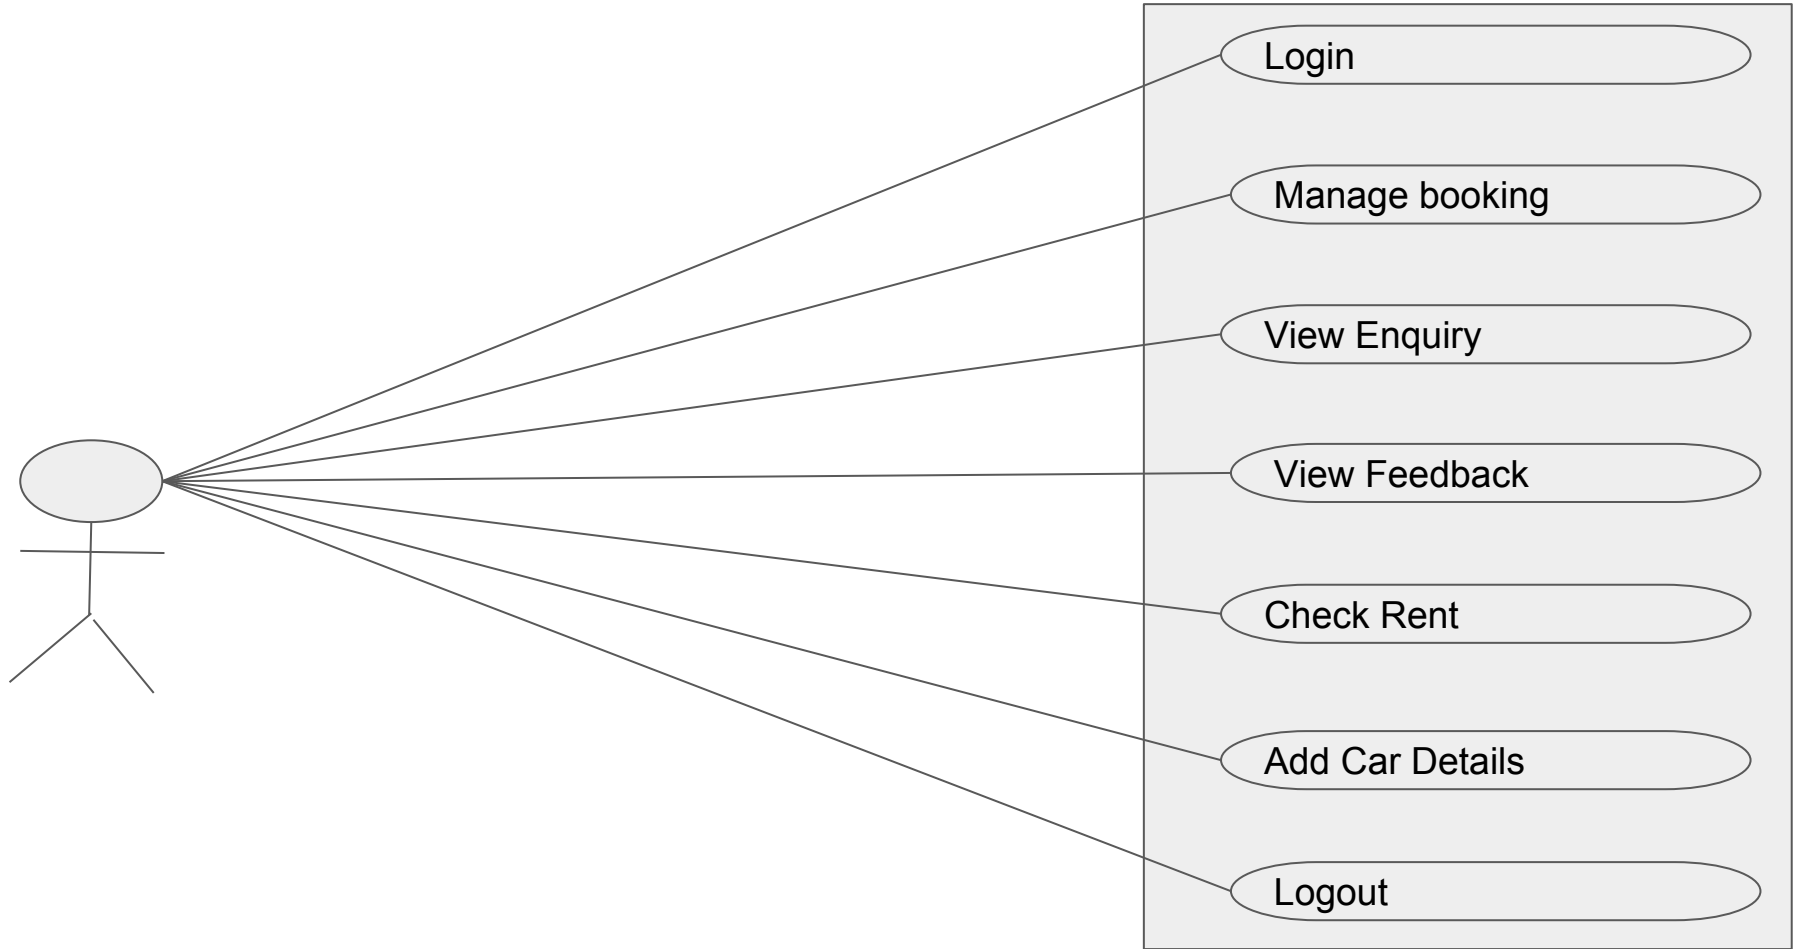 Login
Manage booking
View Enquiry
View Feedback
Check Rent
Add Car Details
Logout